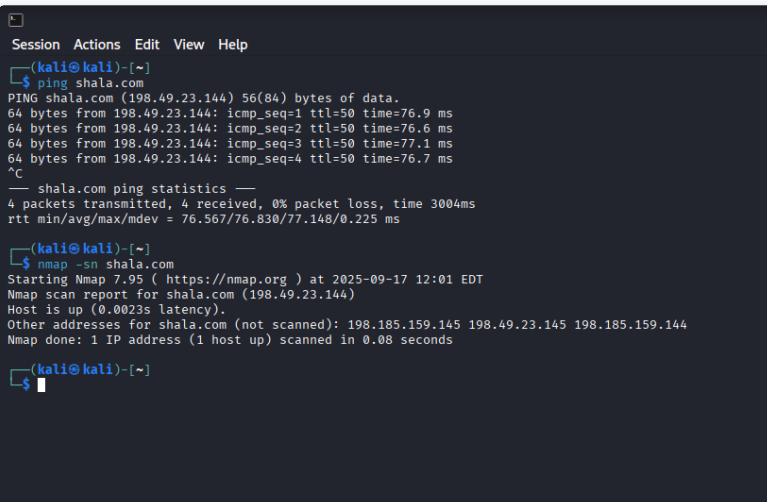 Session Actions Edit View Help
┌──(kali㉿kali)-[~]
└─$ ping shala.com
PING shala.com (198.49.23.144) 56(84) bytes of data.
64 bytes from 198.49.23.144: icmp_seq=1 ttl=50 time=76.9 ms
64 bytes from 198.49.23.144: icmp_seq=2 ttl=50 time=76.6 ms
64 bytes from 198.49.23.144: icmp_seq=3 ttl=50 time=77.1 ms
64 bytes from 198.49.23.144: icmp_seq=4 ttl=50 time=76.7 ms
^C
--- shala.com ping statistics ---
4 packets transmitted, 4 received, 0% packet loss, time 3004ms
rtt min/avg/max/mdev = 76.567/76.830/77.148/0.225 ms
┌──(kali㉿kali)-[~]
└─$ nmap -sn shala.com
Starting Nmap 7.95 ( https://nmap.org ) at 2025-09-17 12:01 EDT
Nmap scan report for shala.com (198.49.23.144)
Host is up (0.0023s latency).
Other addresses for shala.com (not scanned): 198.185.159.145 198.49.23.145 198.185.159.144
Nmap done: 1 IP address (1 host up) scanned in 0.08 seconds
┌──(kali㉿kali)-[~]
└─$